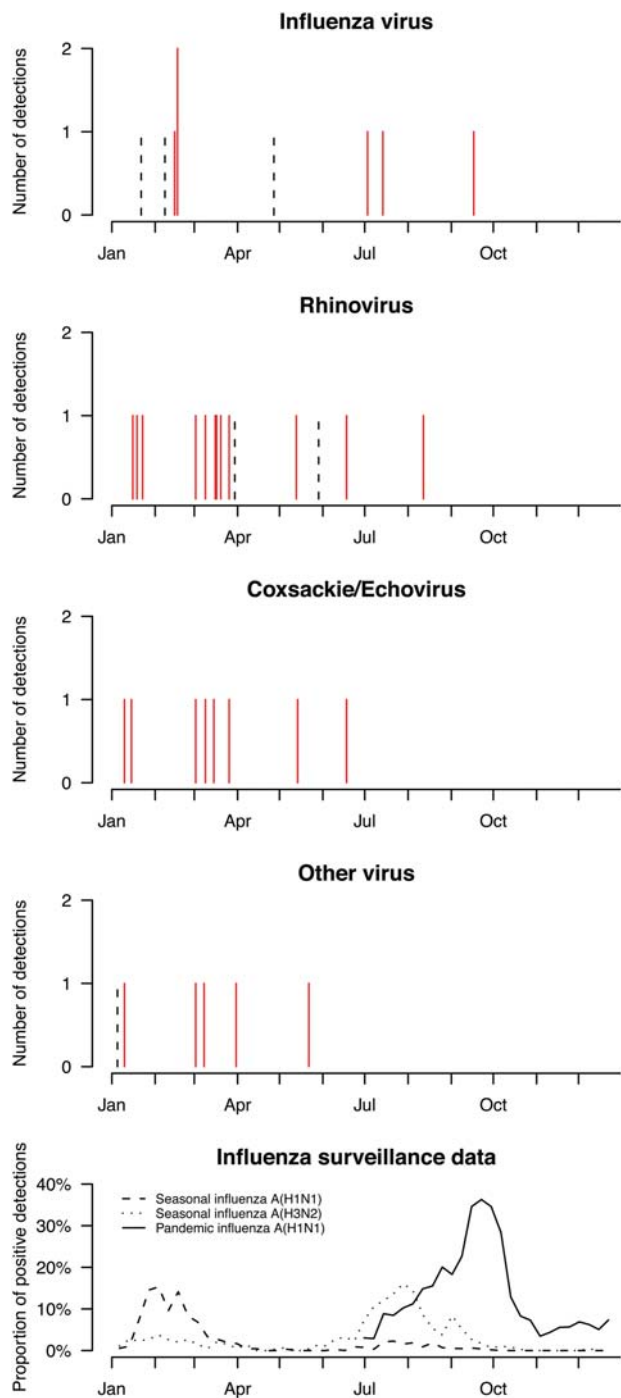 Influenza virus
Number of detections
2
1
0
Jan Apr Jul Oct
Rhinovirus
Number of detections
2
1
0
Jan Apr Jul Oct
Coxsackie/Echovirus
Number of detections
2
1
0
Jan Apr Jul Oct
Other virus
Number of detections
2
1
0
Jan Apr Jul Oct
Influenza surveillance data
Proportion of positive detections
40%
30%
20%
10%
0%
Seasonal influenza A(H1N1)
Seasonal influenza A(H3N2)
Pandemic influenza A(H1N1)
Jan Apr Jul Oct